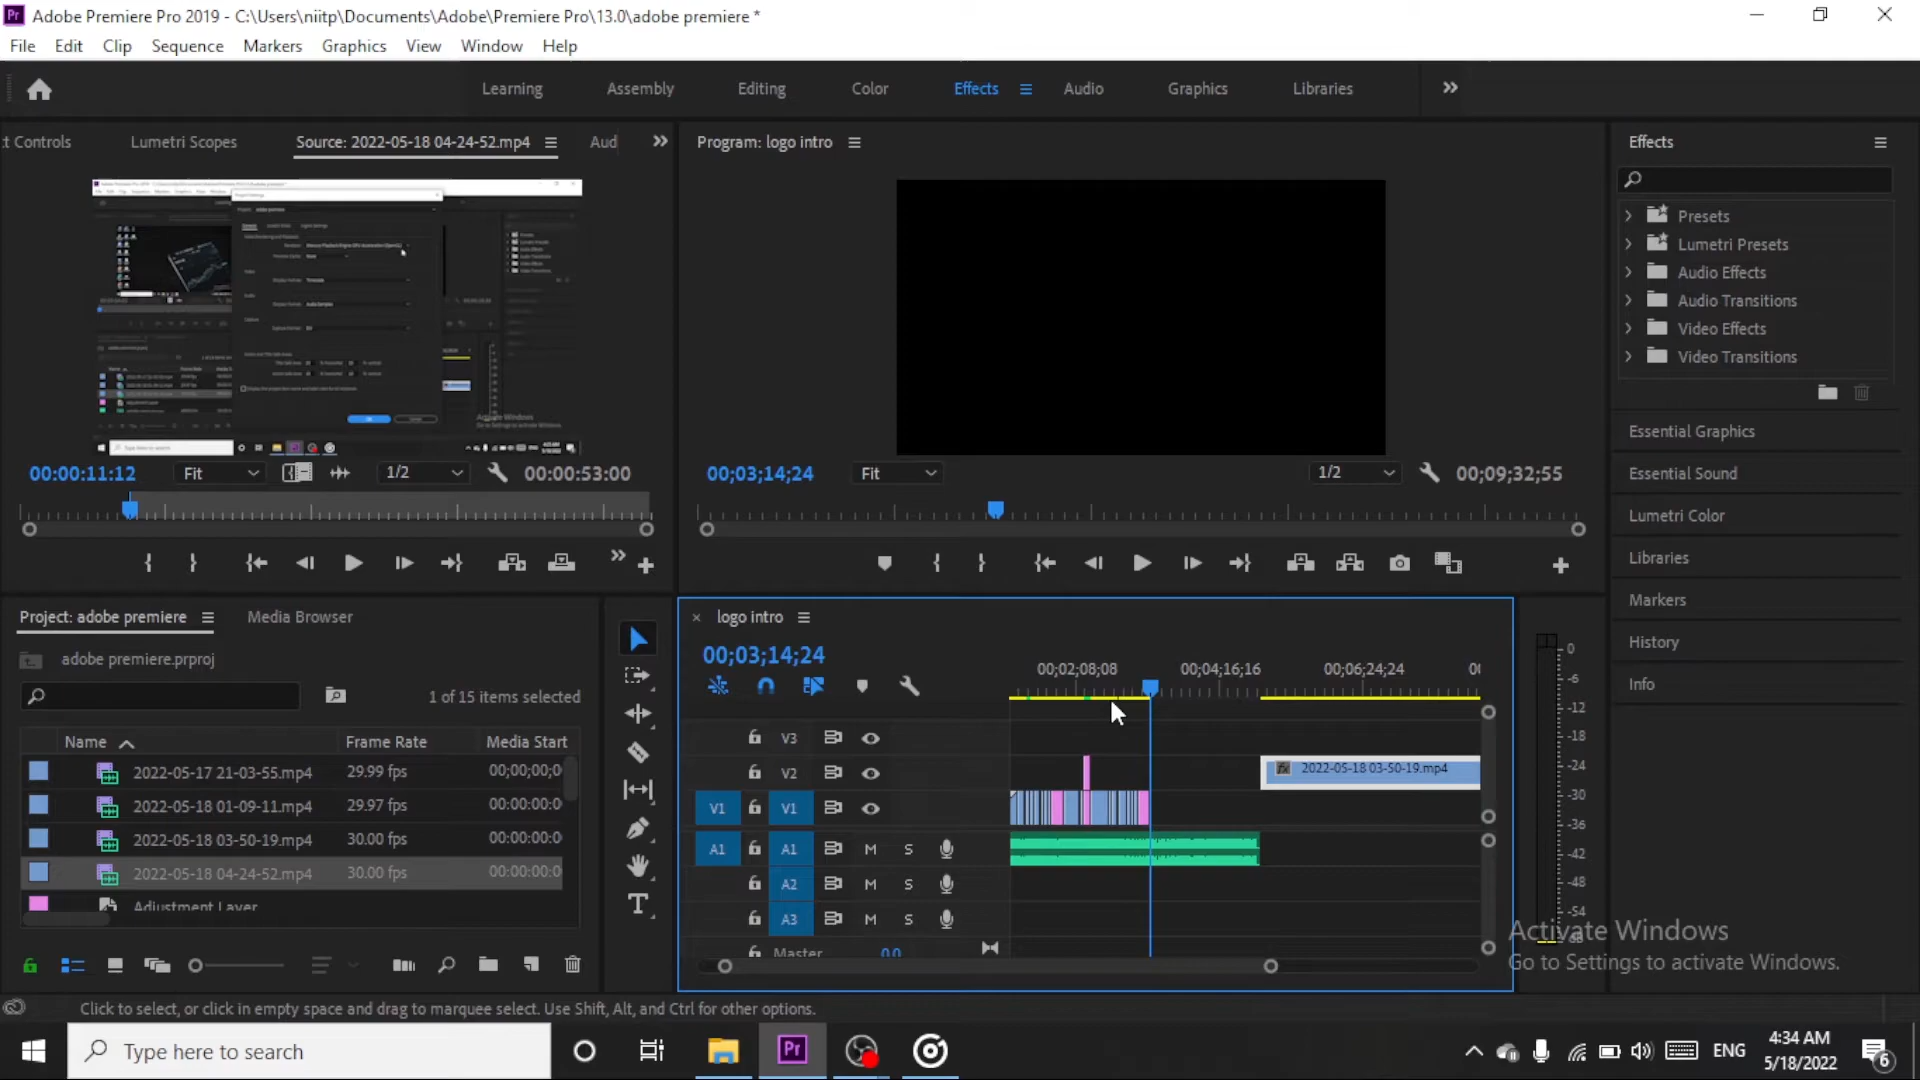 Adobe Premiere Pro 2019 - C:\Users\niitp\Documents\Adobe\Premiere Pro\13.0\adobe premiere *
File Edit Clip Sequence Markers Graphics View Window Help
Learning Assembly Editing Color Effects Audio Graphics Libraries
t Controls Lumetri Scopes Source: 2022-05-18 04-24-52.mp4 Aud
Program: logo intro
00:00:11:12 Fit 1/2 00:00:53:00
00;03;14;24 Fit 1/2 00;09;32;55
Effects
Presets
Lumetri Presets
Audio Effects
Audio Transitions
Video Effects
Video Transitions
Essential Graphics
Essential Sound
Lumetri Color
Libraries
Markers
History
Info
Project: adobe premiere Media Browser
adobe premiere.prproj
1 of 15 items selected
Name Frame Rate Media Start
2022-05-17 21-03-55.mp4 29.99 fps 00;00;00;0
2022-05-18 01-09-11.mp4 29.97 fps 00:00:00:0
2022-05-18 03-50-19.mp4 30.00 fps 00:00:00:0
2022-05-18 04-24-52.mp4 30.00 fps 00:00:00:0
Adjustment Layer
logo intro
00;03;14;24
00;02;08;08 00;04;16;16 00;06;24;24 00
V3
V2 fx 2022-05-18 03-50-19.mp4
V1 V1
A1 A1 M S
A2 M S
A3 M S
Master 0.0
0
-6
-12
-18
-24
-30
-36
-42
-48
-54
dB
Activate Windows
Go to Settings to activate Windows.
Click to select, or click in empty space and drag to marquee select. Use Shift, Alt, and Ctrl for other options.
Type here to search
Pr
ENG
4:34 AM
5/18/2022
6